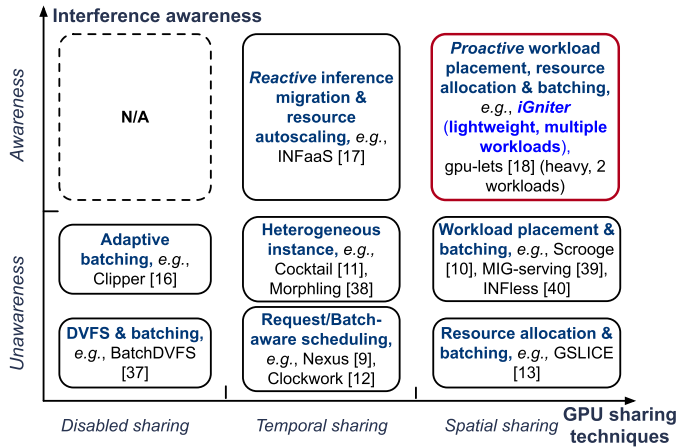 Interference awareness
Awareness
N/A
Reactive inference
migration &
resource
autoscaling, e.g.,
INFaaS [17]
Proactive workload
placement, resource
allocation & batching,
e.g., iGniter
(lightweight, multiple
workloads),
gpu-lets [18] (heavy, 2
workloads)
Unawareness
Adaptive
batching, e.g.,
Clipper [16]
Heterogeneous
instance, e.g.,
Cocktail [11],
Morphling [38]
Workload placement &
batching, e.g., Scrooge
[10], MIG-serving [39],
INFless [40]
DVFS & batching,
e.g., BatchDVFS
[37]
Request/Batch-
aware scheduling,
e.g., Nexus [9],
Clockwork [12]
Resource allocation
& batching, e.g., GSLICE
[13]
Disabled sharing
Temporal sharing
Spatial sharing
GPU sharing
techniques